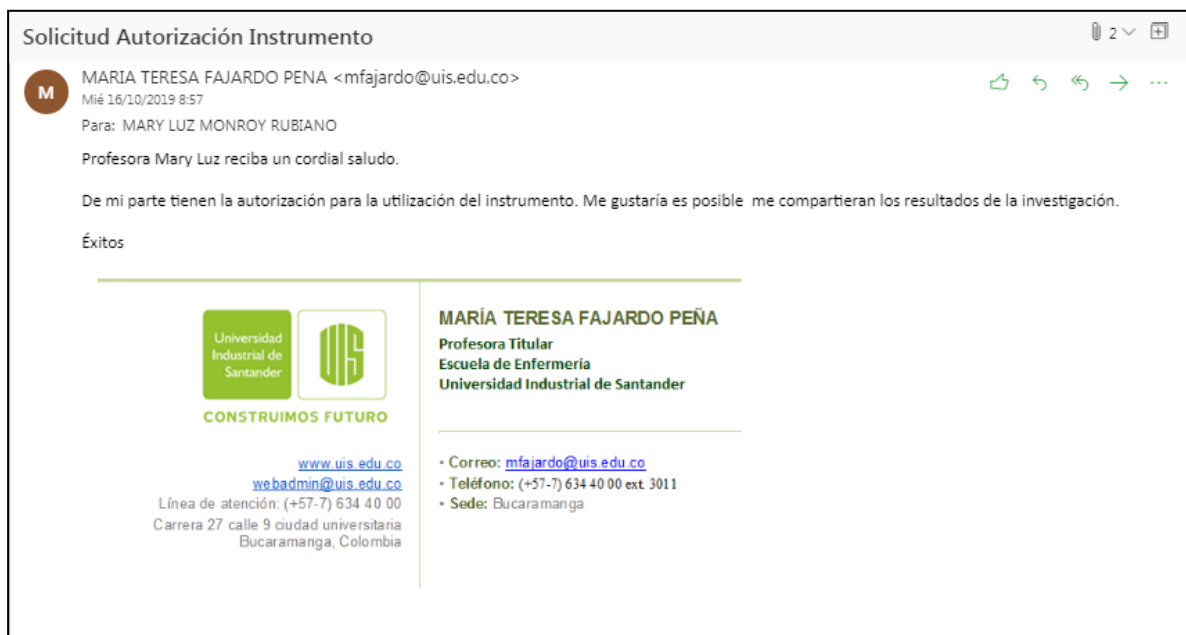 Solicitud Autorización Instrumento
2
M
MARIA TERESA FAJARDO PENA <mfajardo@uis.edu.co>
Mié 16/10/2019 8:57
Para: MARY LUZ MONROY RUBIANO
Profesora Mary Luz reciba un cordial saludo.
De mi parte tienen la autorización para la utilización del instrumento. Me gustaría es posible me compartieran los resultados de la investigación.
Éxitos
Universidad
Industrial de
Santander
UIS
CONSTRUIMOS FUTURO
www.uis.edu.co
webadmin@uis.edu.co
Línea de atención: (+57-7) 634 40 00
Carrera 27 calle 9 ciudad universitaria
Bucaramanga, Colombia
MARÍA TERESA FAJARDO PEÑA
Profesora Titular
Escuela de Enfermería
Universidad Industrial de Santander
- Correo: mfajardo@uis.edu.co
- Teléfono: (+57-7) 634 40 00 ext. 3011
- Sede: Bucaramanga